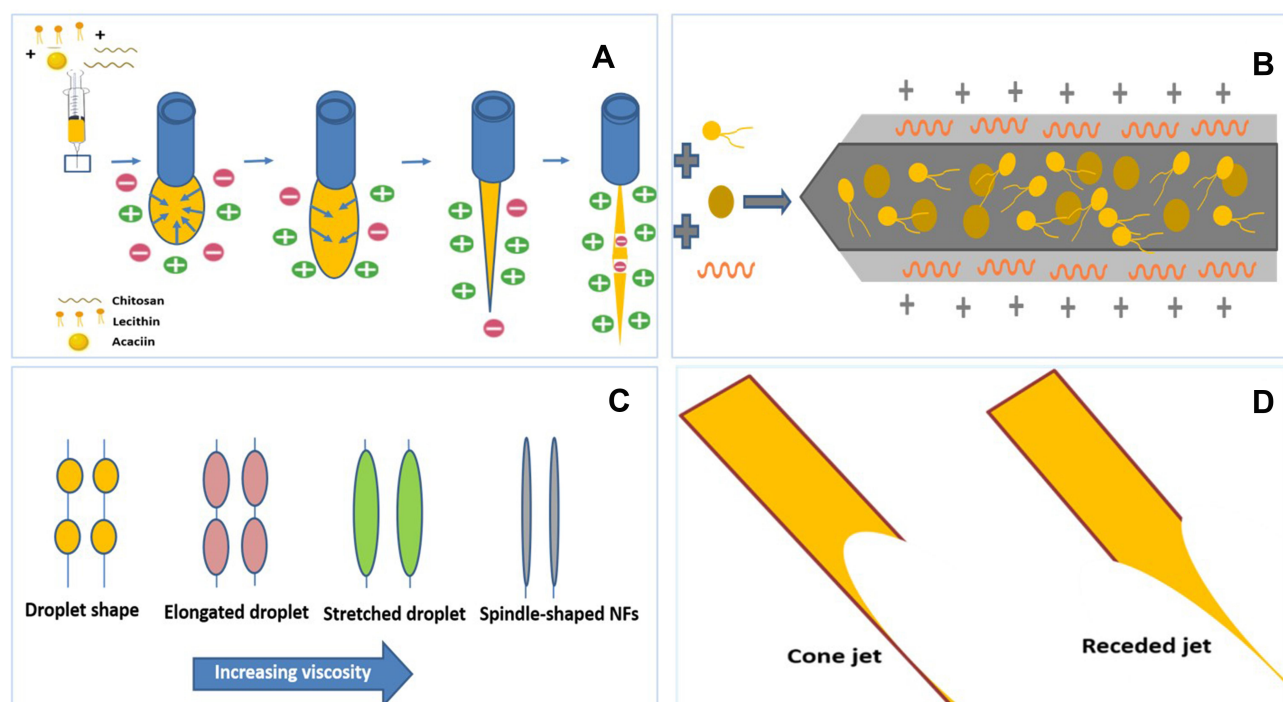 A
Chitosan
Lecithin
Acaciin
B
C
Droplet shape
Elongated droplet
Stretched droplet
Spindle-shaped NFs
Increasing viscosity
D
Cone jet
Receded jet